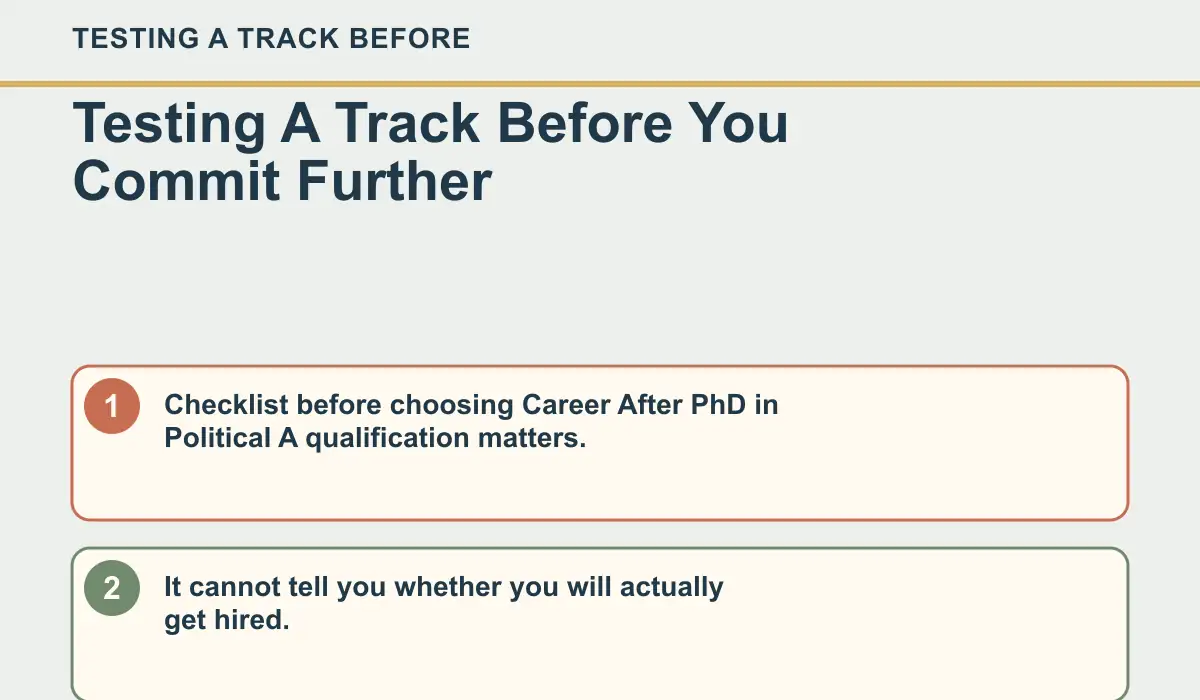 TESTING A TRACK BEFORE
Testing A Track Before You
Commit Further
1
Checklist before choosing Career After PhD in
Political A qualification matters.
2
It cannot tell you whether you will actually
get hired.